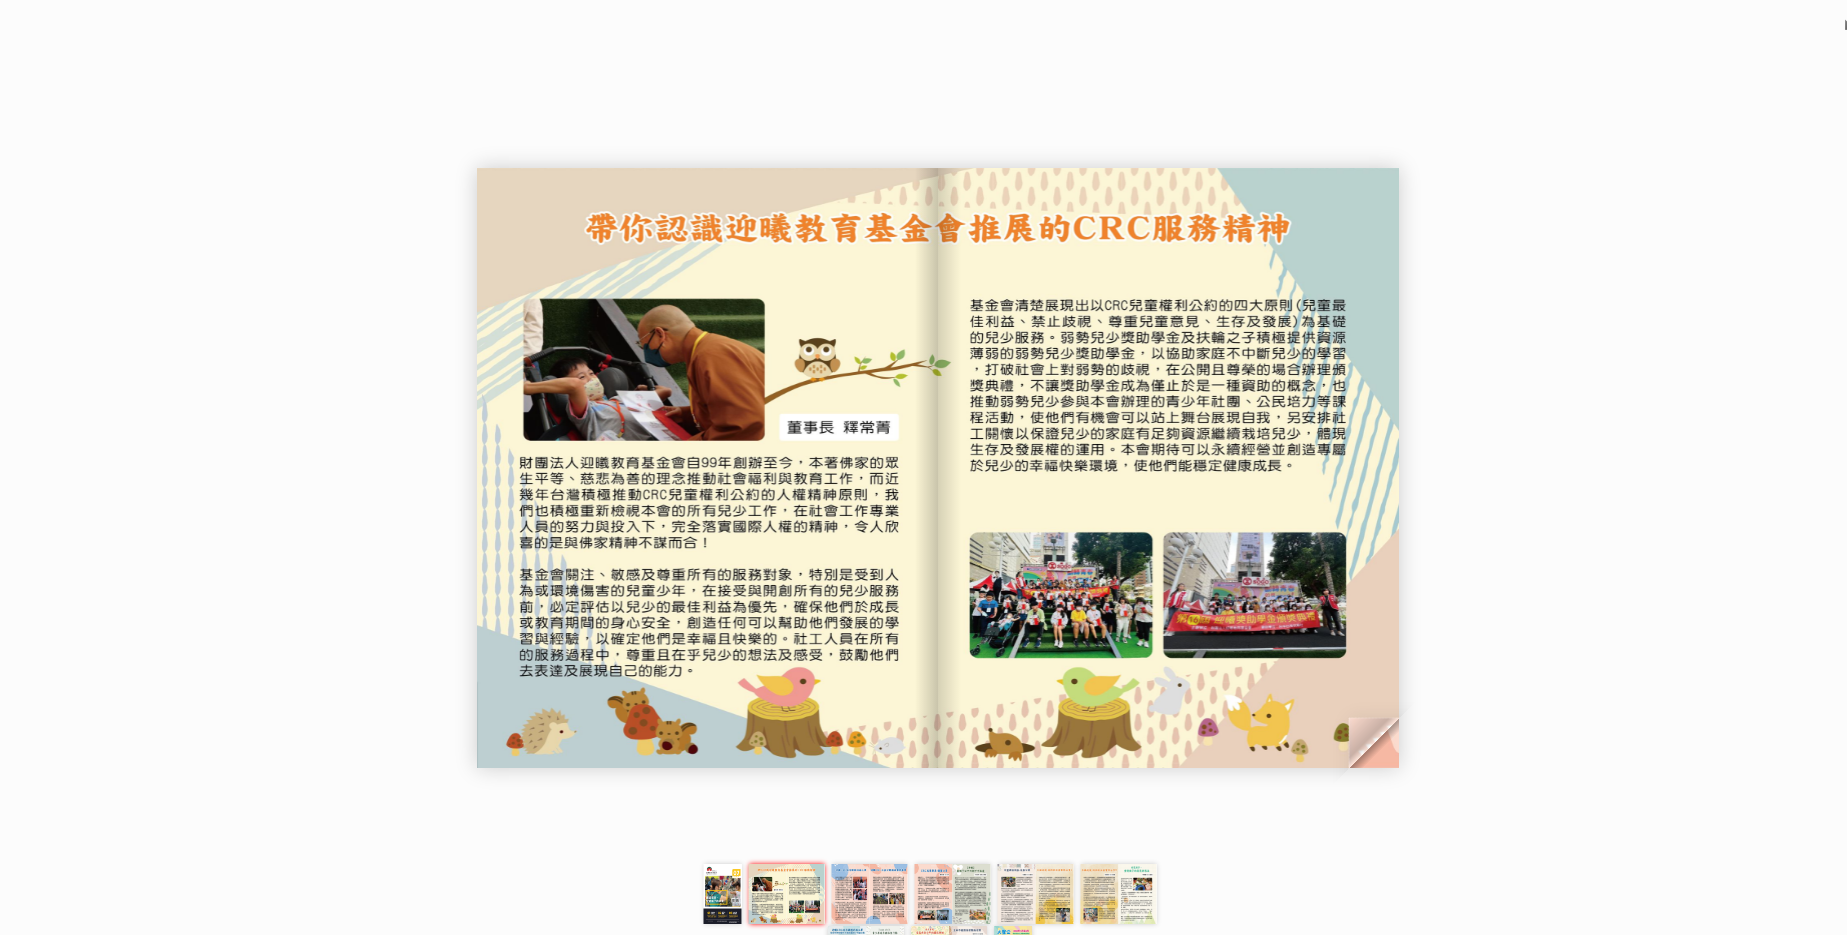 帶你認識迎曦教育基金會推展的CRC服務精神
董事長 釋常菁
財團法人迎曦教育基金會自99年創辦至今，本著佛家的眾
生平等、慈悲為善的理念推動社會福利與教育工作，而近
幾年台灣積極推動CRC兒童權利公約的人權精神原則，我
們也積極重新檢視本會的所有兒少工作，在社會工作專業
人員的努力與投入下，完全落實國際人權的精神，令人欣
喜的是與佛家精神不謀而合！
基金會關注、敏感及尊重所有的服務對象，特別是受到人
為或環境傷害的兒童少年，在接受與開創所有的兒少服務
前，必定評估以兒少的最佳利益為優先，確保他們於成長
或教育期間的身心安全，創造任何可以幫助他們發展的學
習與經驗，以確定他們是幸福且快樂的。社工人員在所有
的服務過程中，尊重且在乎兒少的想法及感受，鼓勵他們
去表達及展現自己的能力。
基金會清楚展現出以CRC兒童權利公約的四大原則(兒童最
佳利益、禁止歧視、尊重兒童意見、生存及發展)為基礎
的兒少服務。弱勢兒少獎助學金及扶輪之子積極提供資源
薄弱的弱勢兒少獎助學金，以協助家庭不中斷兒少的學習
，打破社會上對弱勢的歧視，在公開且尊榮的場合辦理頒
獎典禮，不讓獎助學金成為僅止於是一種資助的概念，也
推動弱勢兒少參與本會辦理的青少年社團、公民培力等課
程活動，使他們有機會可以站上舞台展現自我，另安排社
工關懷以保證兒少的家庭有足夠資源繼續栽培兒少，體現
生存及發展權的運用。本會期待可以永續經營並創造專屬
於兒少的幸福快樂環境，使他們能穩定健康成長。